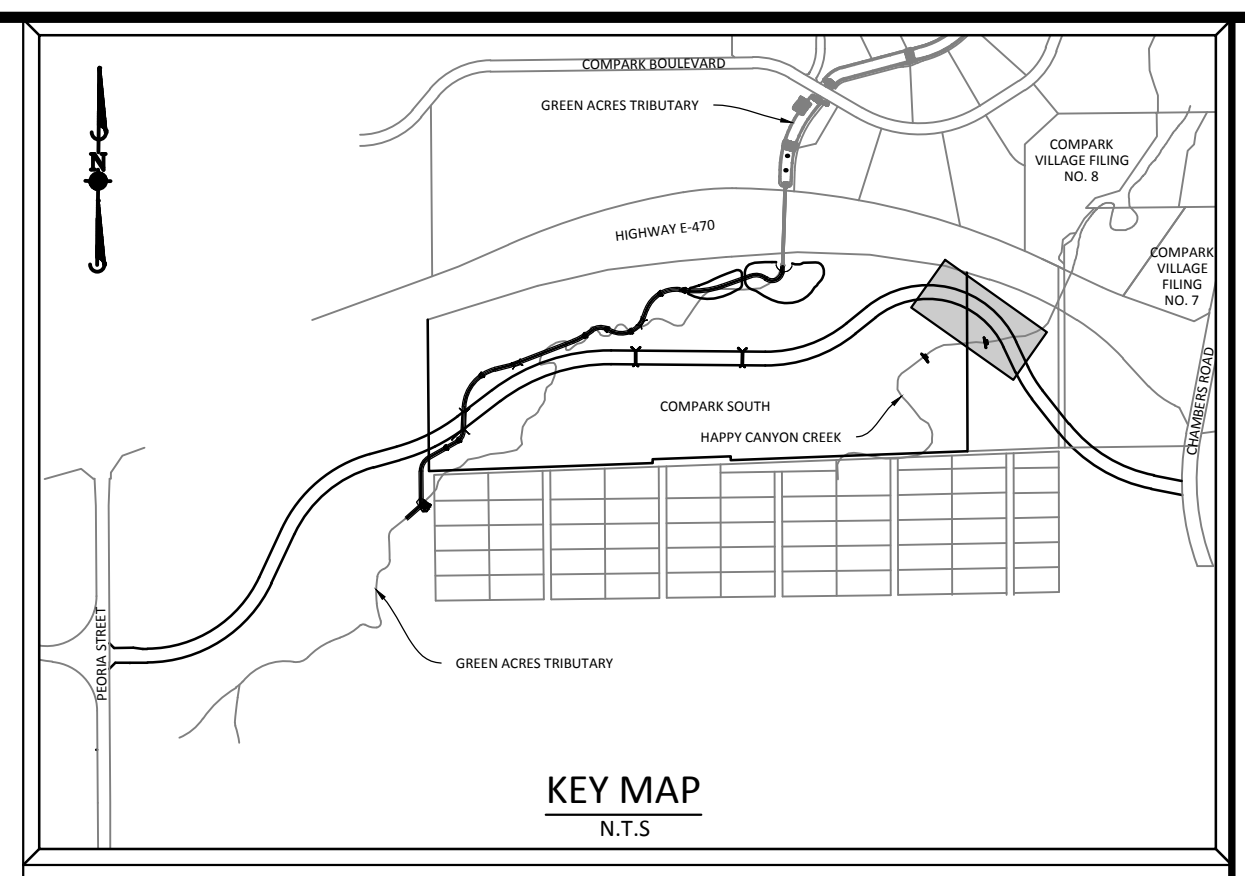 COMPARK BOULEVARD
GREEN ACRES TRIBUTARY
COMPARK
VILLAGE FILING
NO. 8
N
HIGHWAY E-470
COMPARK
VILLAGE
FILING
NO. 7
CHAMBERS ROAD
COMPARK SOUTH
HAPPY CANYON CREEK
PEORIA STREET
GREEN ACRES TRIBUTARY
KEY MAP
N.T.S